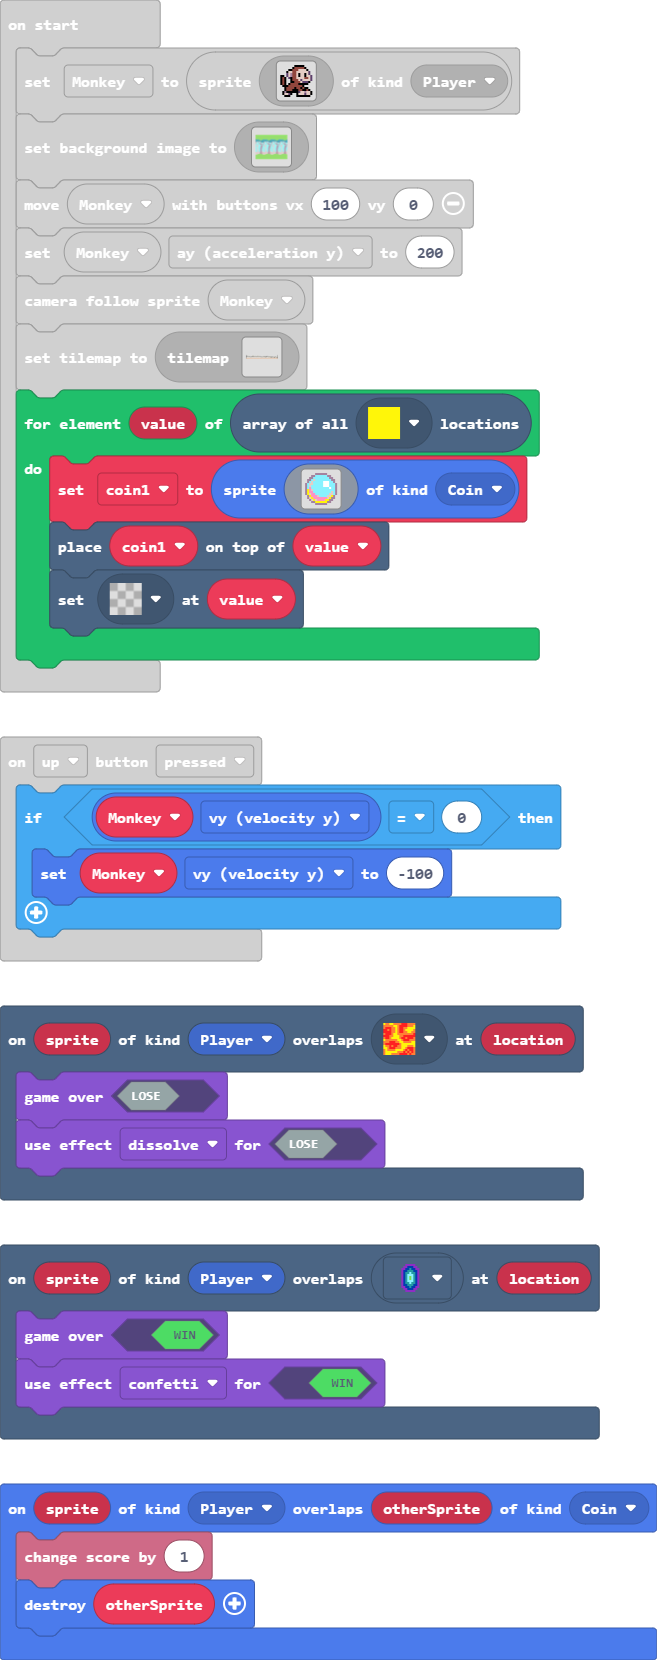 on start
set Monkey to sprite of kind Player
set background image to
move Monkey with buttons vx 100 vy 0
set Monkey ay (acceleration y) to 200
camera follow sprite Monkey
set tilemap to tilemap
for element value of array of all locations
do
set coin1 to sprite of kind Coin
place coin1 on top of value
set at value
on up button pressed
if Monkey vy (velocity y) = 0 then
set Monkey vy (velocity y) to -100
on sprite of kind Player overlaps at location
game over LOSE
use effect dissolve for LOSE
on sprite of kind Player overlaps at location
game over WIN
use effect confetti for WIN
on sprite of kind Player overlaps otherSprite of kind Coin
change score by 1
destroy otherSprite